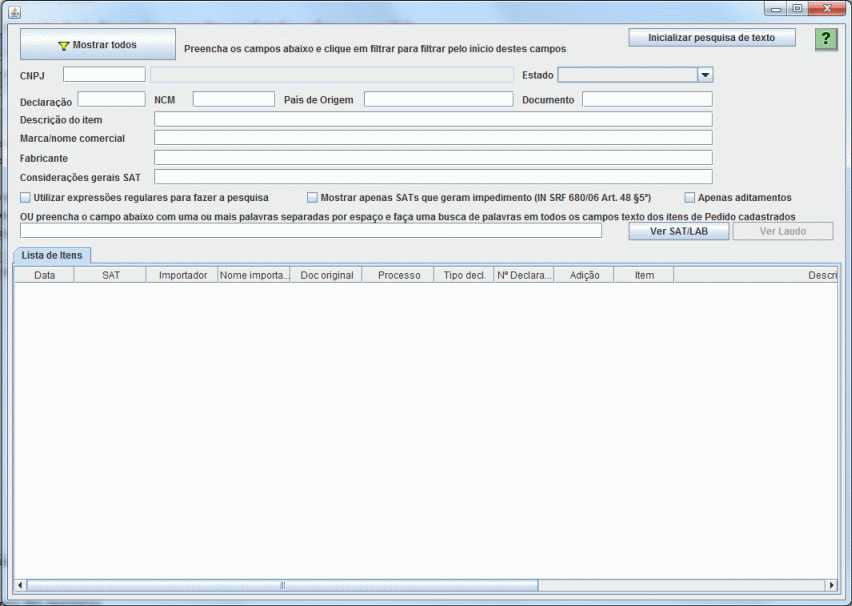 Mostrar todos
Preencha os campos abaixo e clique em filtrar para filtrar pelo início destes campos
Inicializar pesquisa de texto
?
CNPJ
Estado
Declaração
NCM
País de Origem
Documento
Descrição do item
Marca/nome comercial
Fabricante
Considerações gerais SAT
Utilizar expressões regulares para fazer a pesquisa
Mostrar apenas SATs que geram impedimento (IN SRF 680/06 Art. 48 §5º)
Apenas aditamentos
OU preencha o campo abaixo com uma ou mais palavras separadas por espaço e faça uma busca de palavras em todos os campos texto dos itens de Pedido cadastrados
Ver SAT/LAB
Ver Laudo
Lista de Itens
Data SAT Importador Nome importa... Doc original Processo Tipo decl. Nº Declara... Adição Item Descri